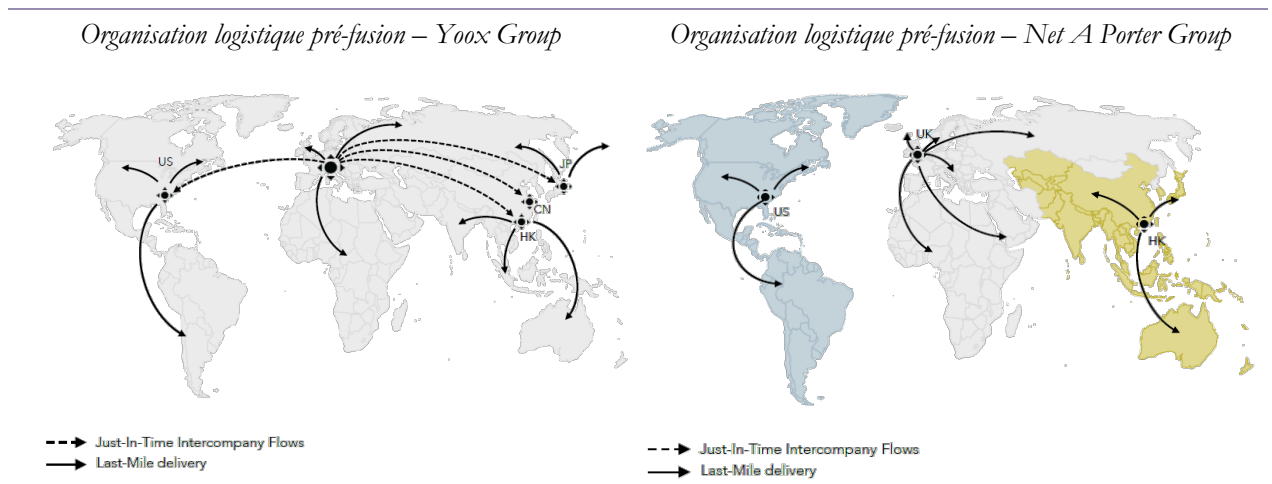 Organisation logistique pré-fusion – Yoox Group
US
JP
CN
HK
Just-In-Time Intercompany Flows
Last-Mile delivery
Organisation logistique pré-fusion – Net A Porter Group
UK
US
HK
Just-In-Time Intercompany Flows
Last-Mile delivery